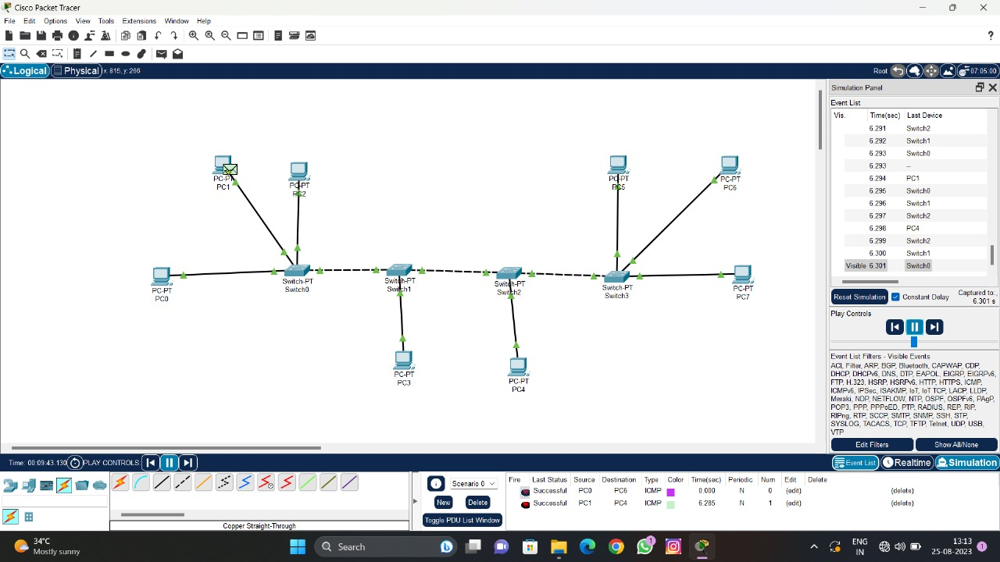 Cisco Packet Tracer
File Edit Options View Tools Extensions Window Help
?
Logical Physical x: 815, y: 266
Root 07:05:00
Simulation Panel
Event List
Vis. Time(sec) Last Device
6.291 Switch2
6.292 Switch1
6.293 Switch0
6.293 --
6.294 PC1
6.295 Switch0
6.296 Switch1
6.297 Switch2
6.298 PC4
6.299 Switch2
6.300 Switch1
Visible 6.301 Switch0
Reset Simulation Constant Delay Captured to:
6.301 s
Play Controls
Event List Filters - Visible Events
ACL Filter, ARP, BGP, Bluetooth, CAPWAP, CDP,
DHCP, DHCPv6, DNS, DTP, EAPOL, EIGRP, EIGRPv6,
FTP, H.323, HSRP, HSRPv6, HTTP, HTTPS, ICMP,
ICMPv6, IPSec, ISAKMP, IoT, IoT TCP, LACP, LLDP,
Meraki, NDP, NETFLOW, NTP, OSPF, OSPFv6, PAgP,
POP3, PPP, PPPoED, PTP, RADIUS, REP, RIP,
RIPng, RTP, SCCP, SMTP, SNMP, SSH, STP,
SYSLOG, TACACS, TCP, TFTP, Telnet, UDP, USB,
VTP
Edit Filters Show All/None
Event List Realtime Simulation
PC-PT
PC1
PC-PT
PC2
PC-PT
PC5
PC-PT
PC6
PC-PT
PC0
Switch-PT
Switch0
Switch-PT
Switch1
Switch-PT
Switch2
Switch-PT
Switch3
PC-PT
PC7
PC-PT
PC3
PC-PT
PC4
Time: 00:09:43.130 PLAY CONTROLS:
Copper Straight-Through
Scenario 0
New Delete
Toggle PDU List Window
Fire Last Status Source Destination Type Color Time(sec) Periodic Num Edit Delete
Successful PC0 PC6 ICMP 0.000 N 0 (edit) (delete)
Successful PC1 PC4 ICMP 6.285 N 1 (edit) (delete)
34°C
Mostly sunny
Search
1
ENG
IN
13:13
25-08-2023
1